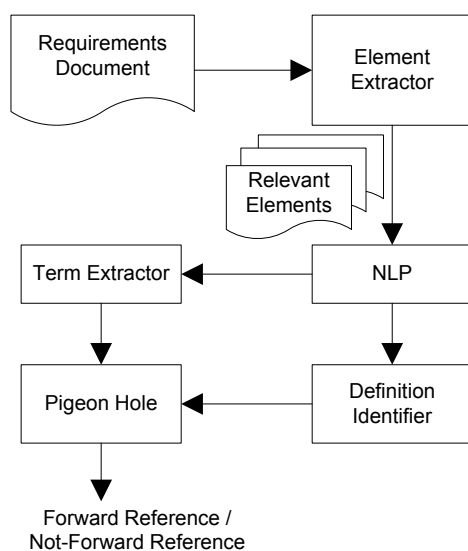 Requirements
Document
Element
Extractor
Relevant
Elements
Term Extractor
NLP
Pigeon Hole
Definition
Identifier
Forward Reference /
Not-Forward Reference